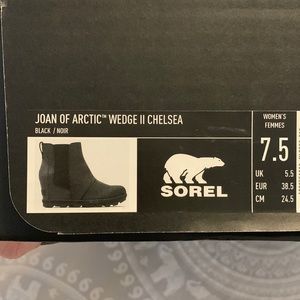 JOAN OF ARCTIC™ WEDGE II CHELSEA
BLACK / NOIR
SOREL
WOMEN'S
FEMMES
7.5
UK 5.5
EUR 38.5
CM 24.5